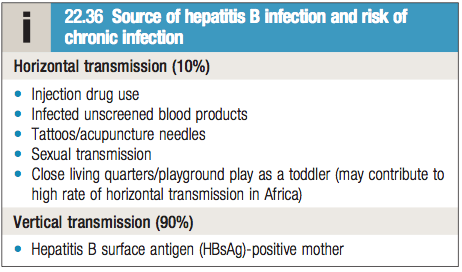 i
22.36 Source of hepatitis B infection and risk of
chronic infection
Horizontal transmission (10%)
• Injection drug use
• Infected unscreened blood products
• Tattoos/acupuncture needles
• Sexual transmission
• Close living quarters/playground play as a toddler (may contribute to
high rate of horizontal transmission in Africa)
Vertical transmission (90%)
• Hepatitis B surface antigen (HBsAg)-positive mother